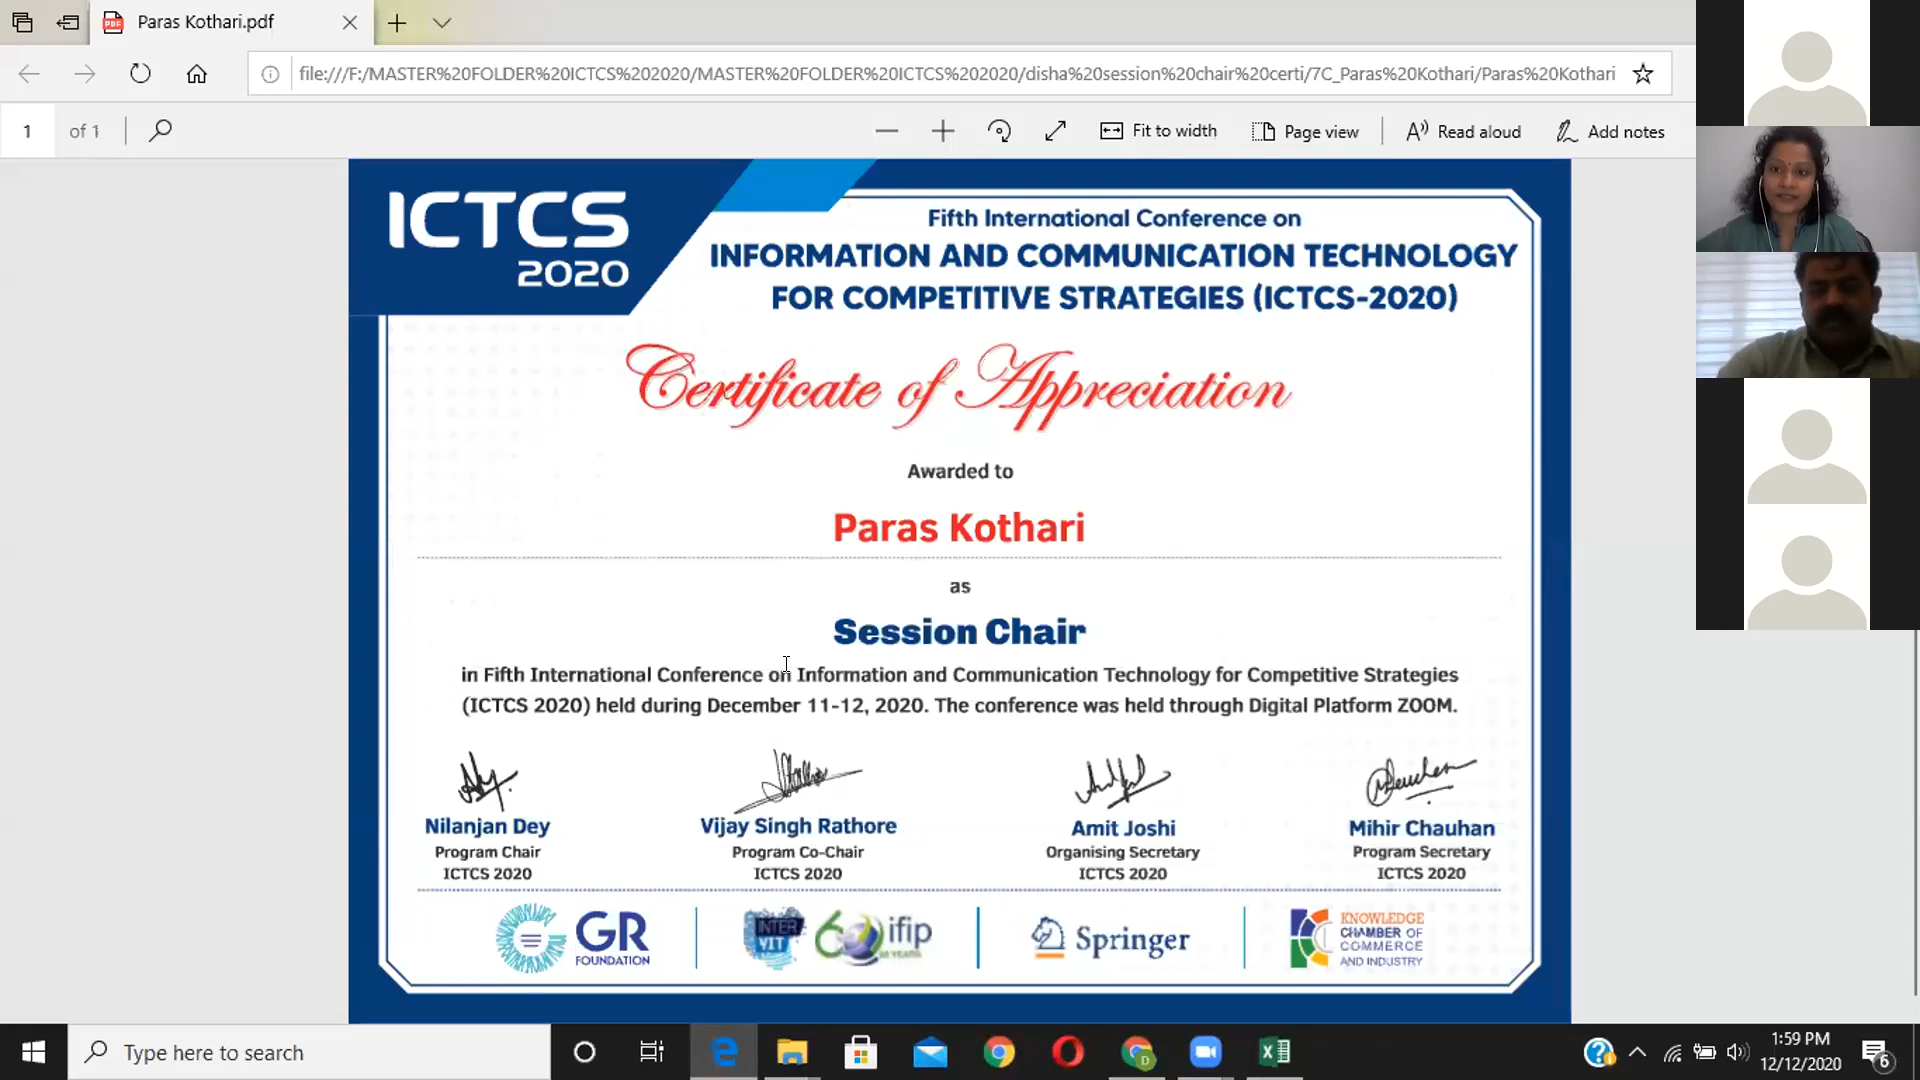 Paras Kothari.pdf
file:///F:/MASTER%20FOLDER%20ICTCS%202020/MASTER%20FOLDER%20ICTCS%202020/disha%20session%20chair%20certi/7C_Paras%20Kothari/Paras%20Kothari
1 of 1 Fit to width Page view Read aloud Add notes
ICTCS
2020
Fifth International Conference on
INFORMATION AND COMMUNICATION TECHNOLOGY
FOR COMPETITIVE STRATEGIES (ICTCS-2020)
Certificate of Appreciation
Awarded to
Paras Kothari
as
Session Chair
in Fifth International Conference on Information and Communication Technology for Competitive Strategies
(ICTCS 2020) held during December 11-12, 2020. The conference was held through Digital Platform ZOOM.
Nilanjan Dey
Program Chair
ICTCS 2020
Vijay Singh Rathore
Program Co-Chair
ICTCS 2020
Amit Joshi
Organising Secretary
ICTCS 2020
Mihir Chauhan
Program Secretary
ICTCS 2020
GR
FOUNDATION
INTER
VIT
60 ifip
YEARS
Springer
KNOWLEDGE
CHAMBER OF
COMMERCE
AND INDUSTRY
Type here to search
1:59 PM
12/12/2020
6